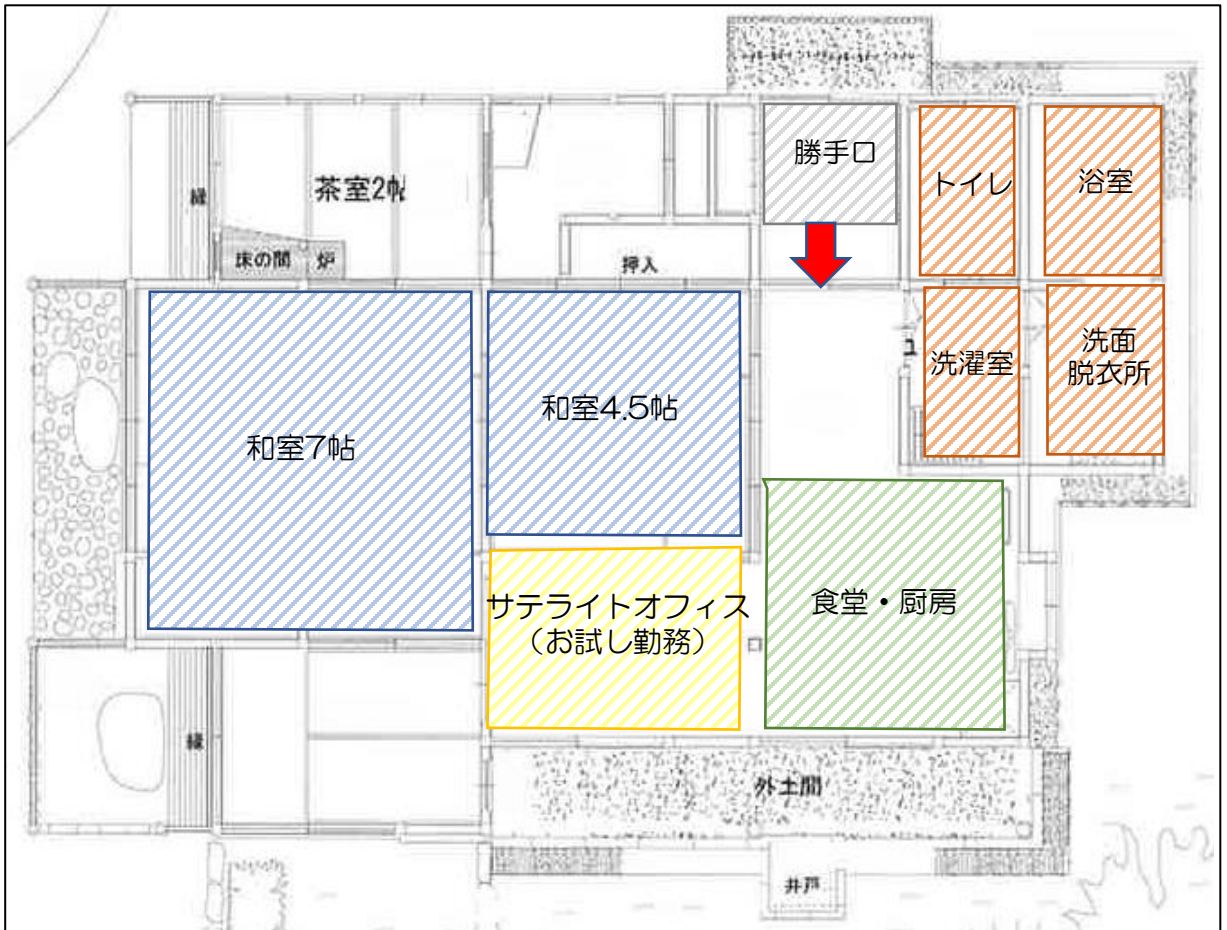 勝手口
トイレ
浴室
縁
茶室2帖
床の間
炉
押入
洗濯室
洗面
脱衣所
和室7帖
和室4.5帖
サテライトオフィス
（お試し勤務）
食堂・厨房
縁
外土間
井戸